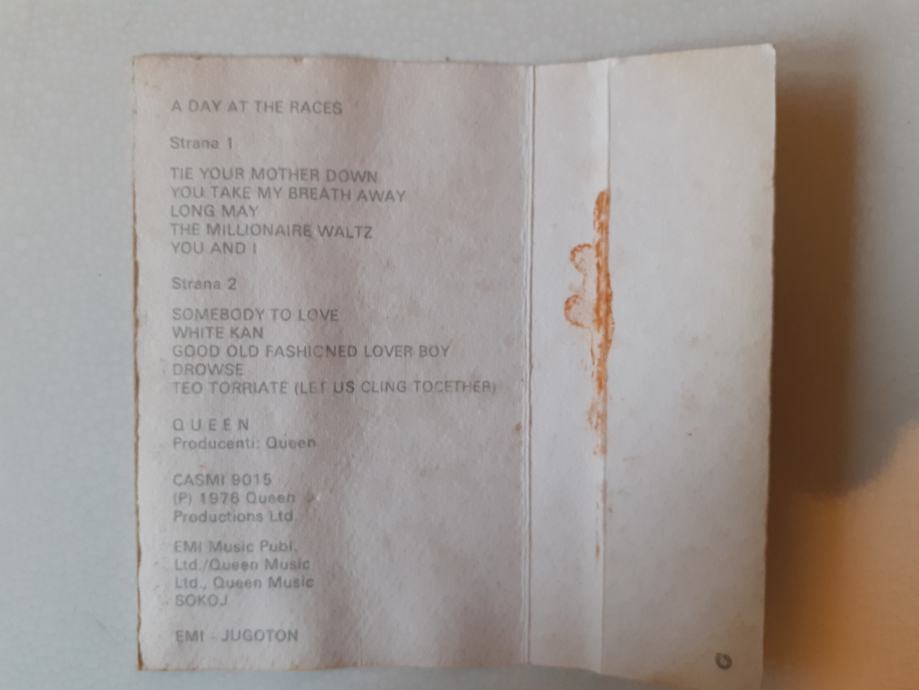 A DAY AT THE RACES
Strana 1
TIE YOUR MOTHER DOWN
YOU TAKE MY BREATH AWAY
LONG MAY
THE MILLIONAIRE WALTZ
YOU AND I
Strana 2
SOMEBODY TO LOVE
WHITE KAN
GOOD OLD FASHIONED LOVER BOY
DROWSE
TEO TORRIATE (LET US CLING TOCETHER)
QUEEN
Producenti: Queen
CASMI 9015
(P) 1976 Queen
Productions Ltd.
EMI Music Publ.
Ltd./Queen Music
Ltd., Queen Music
SOKOJ
EMI - JUGOTON